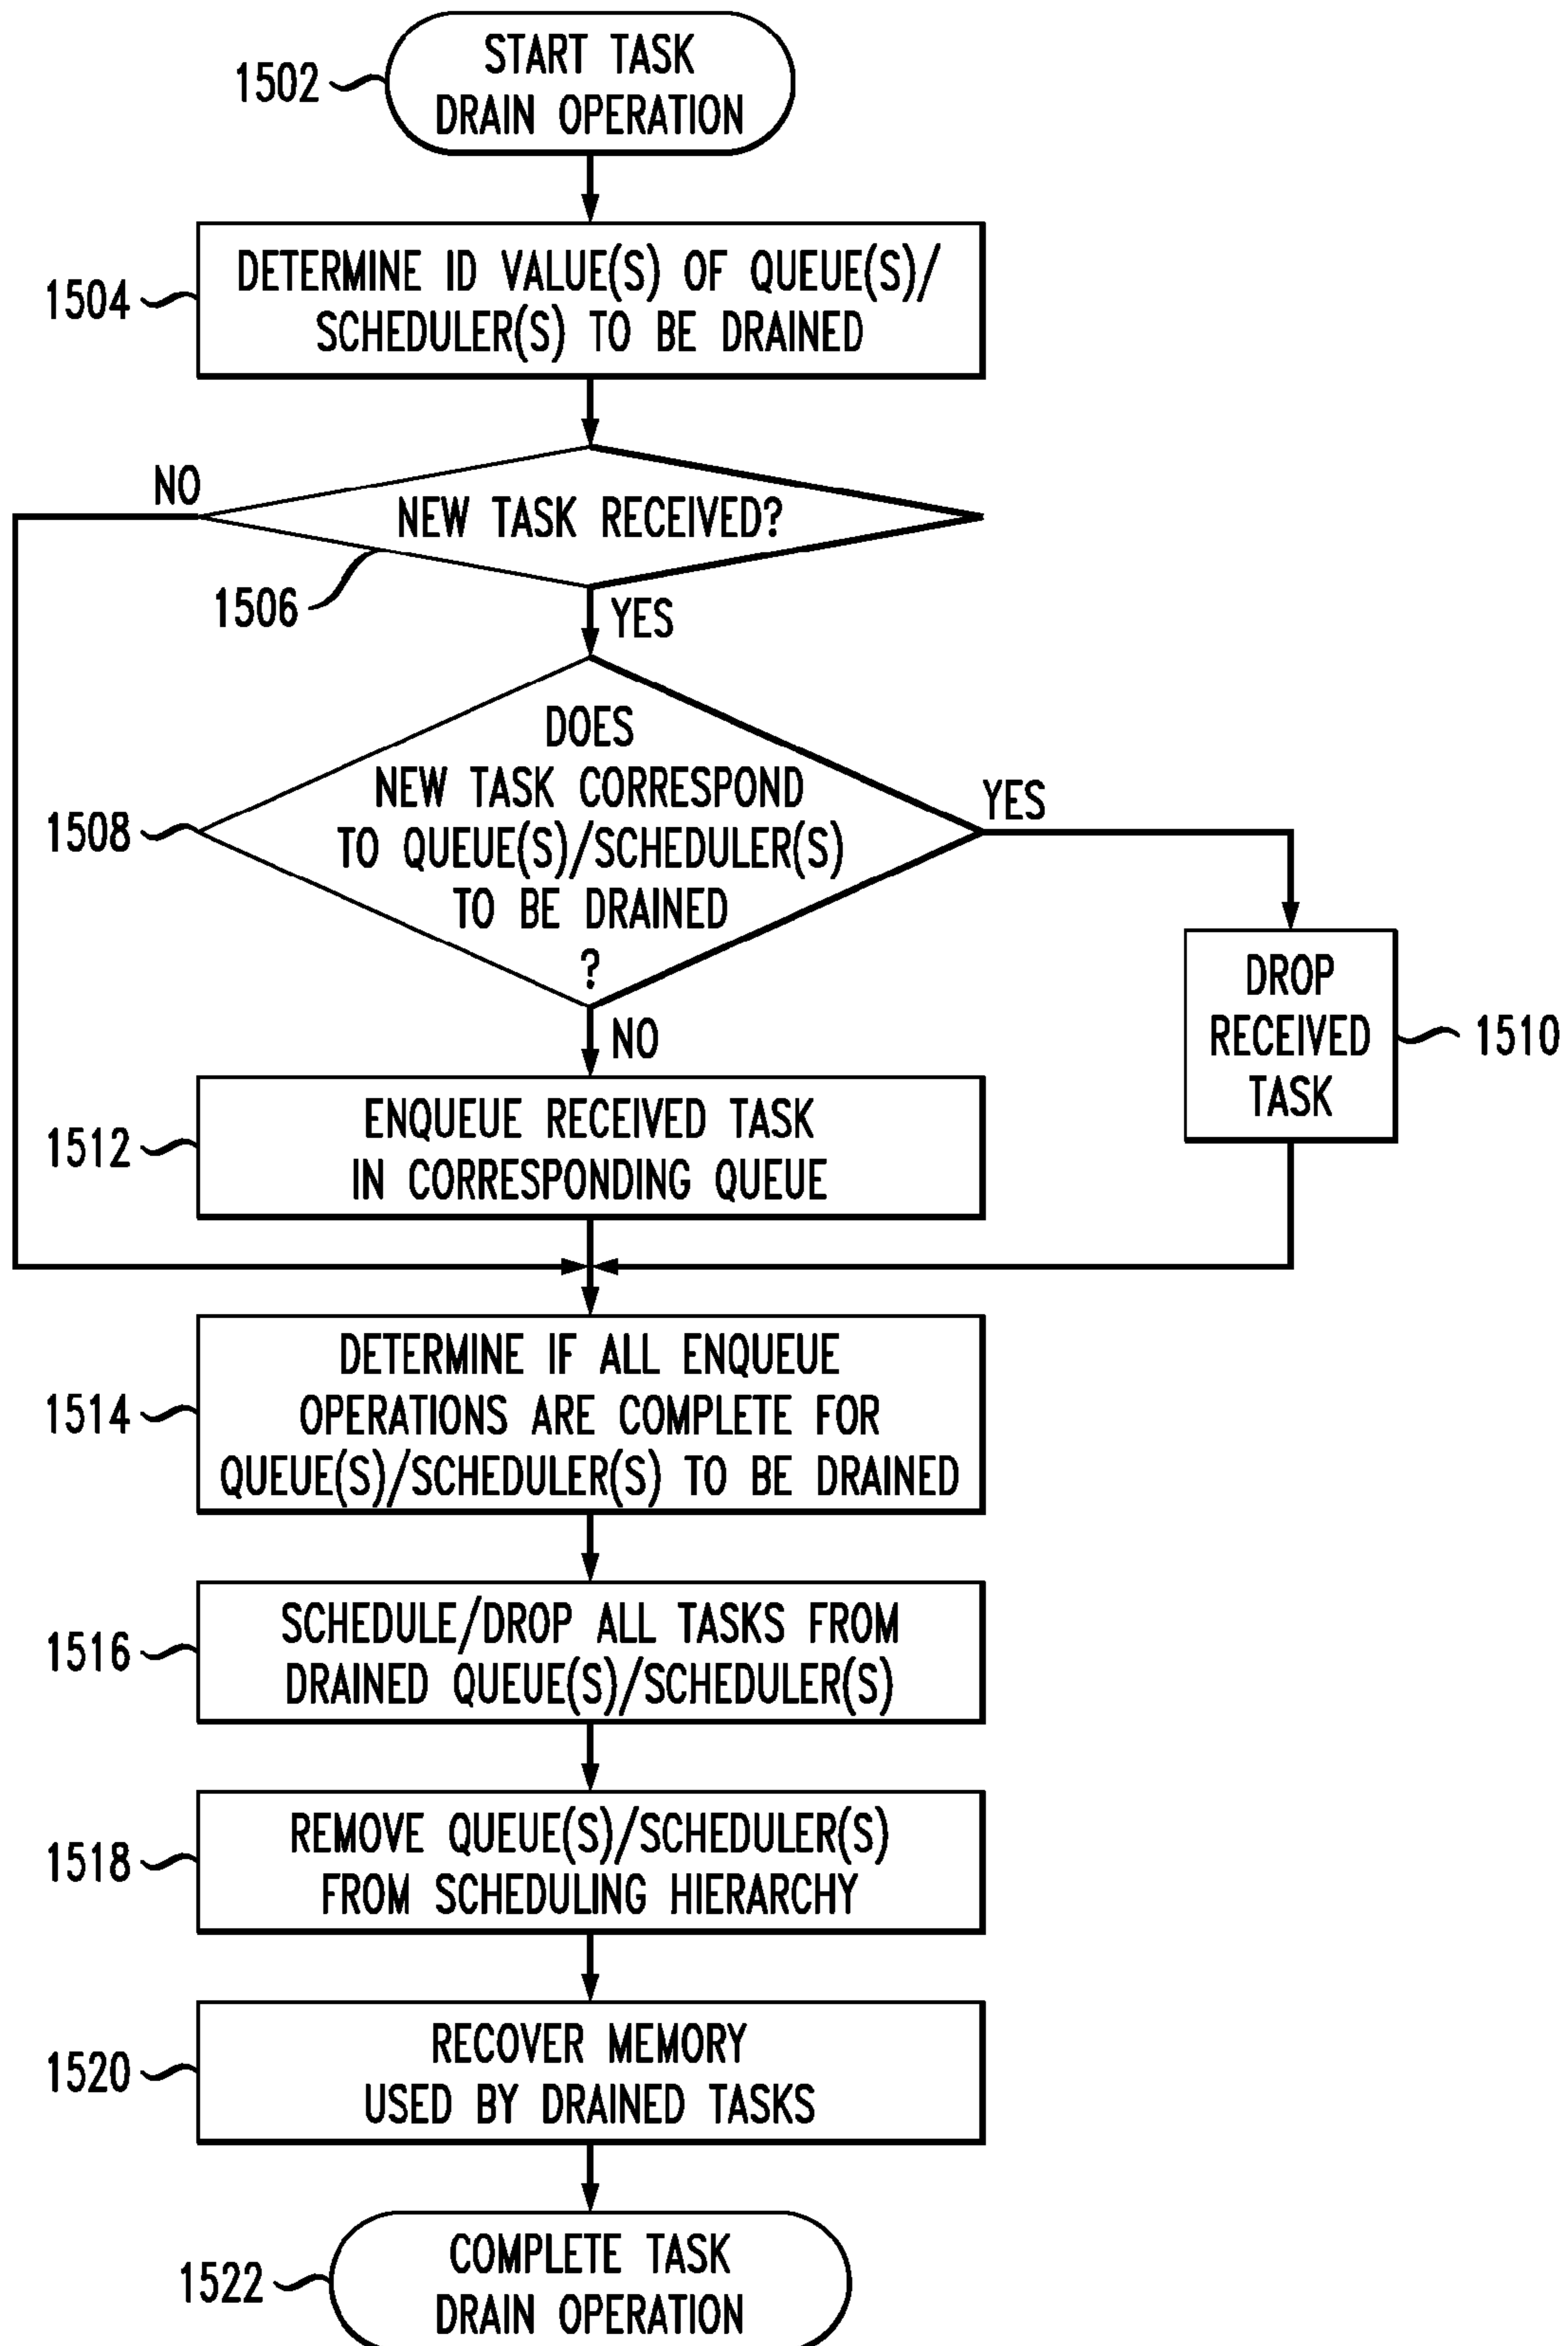 START TASK
DRAIN OPERATION
1502
DETERMINE ID VALUE(S) OF QUEUE(S)/
SCHEDULER(S) TO BE DRAINED
1504
NO
NEW TASK RECEIVED?
1506
YES
DOES
NEW TASK CORRESPOND
TO QUEUE(S)/SCHEDULER(S)
TO BE DRAINED
?
1508
YES
DROP
RECEIVED
TASK
1510
NO
ENQUEUE RECEIVED TASK
IN CORRESPONDING QUEUE
1512
DETERMINE IF ALL ENQUEUE
OPERATIONS ARE COMPLETE FOR
QUEUE(S)/SCHEDULER(S) TO BE DRAINED
1514
SCHEDULE/DROP ALL TASKS FROM
DRAINED QUEUE(S)/SCHEDULER(S)
1516
REMOVE QUEUE(S)/SCHEDULER(S)
FROM SCHEDULING HIERARCHY
1518
RECOVER MEMORY
USED BY DRAINED TASKS
1520
COMPLETE TASK
DRAIN OPERATION
1522